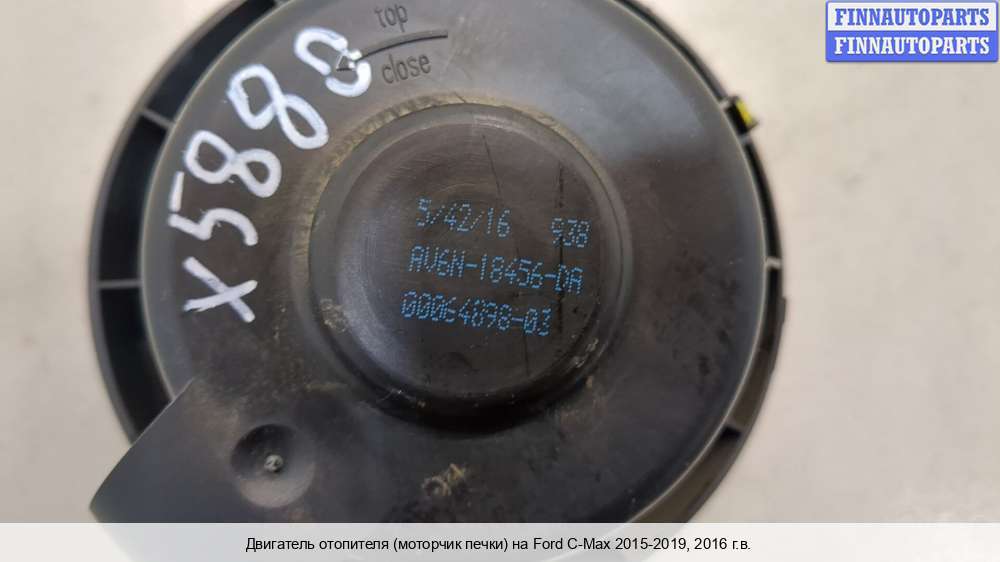 FINNAUTOPARTS
FINNAUTOPARTS
top
close
X5880
5/42/16 938
AV6N-18456-DA
00064898-03
Двигатель отопителя (моторчик печки) на Ford C-Max 2015-2019, 2016 г.в.